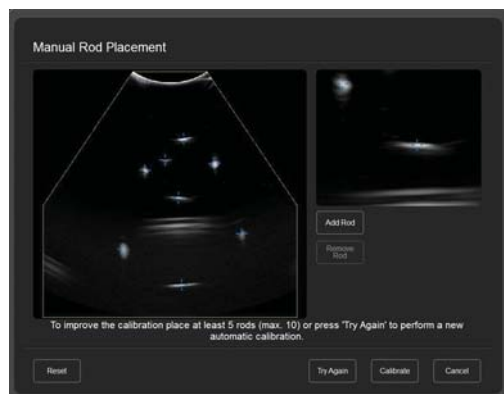 Manual Rod Placement
Add Rod
Remove
Rod
To improve the calibration place at least 5 rods (max. 10) or press 'Try Again' to perform a new
automatic calibration.
Reset
Try Again
Calibrate
Cancel